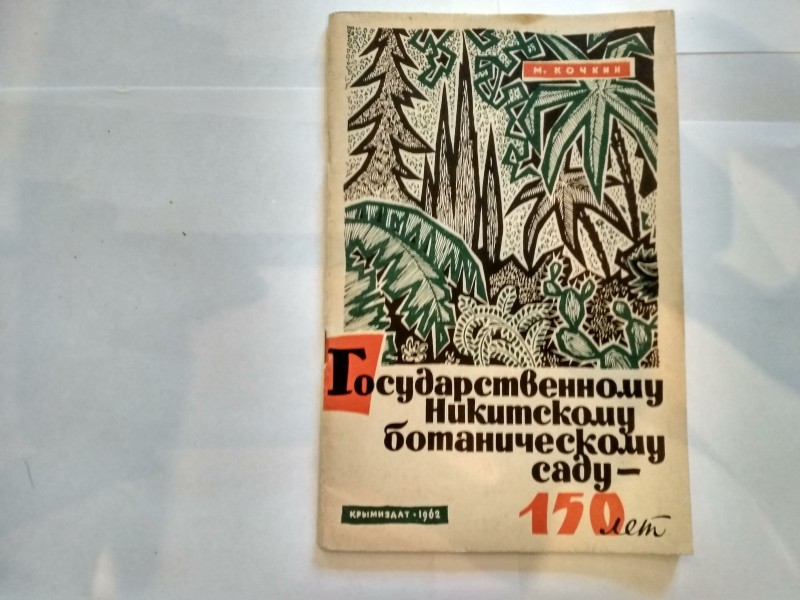 М. КОЧКИН
Государственному
Никитскому
ботаническому
саду —
150 лет
КРЫМИЗДАТ · 1962